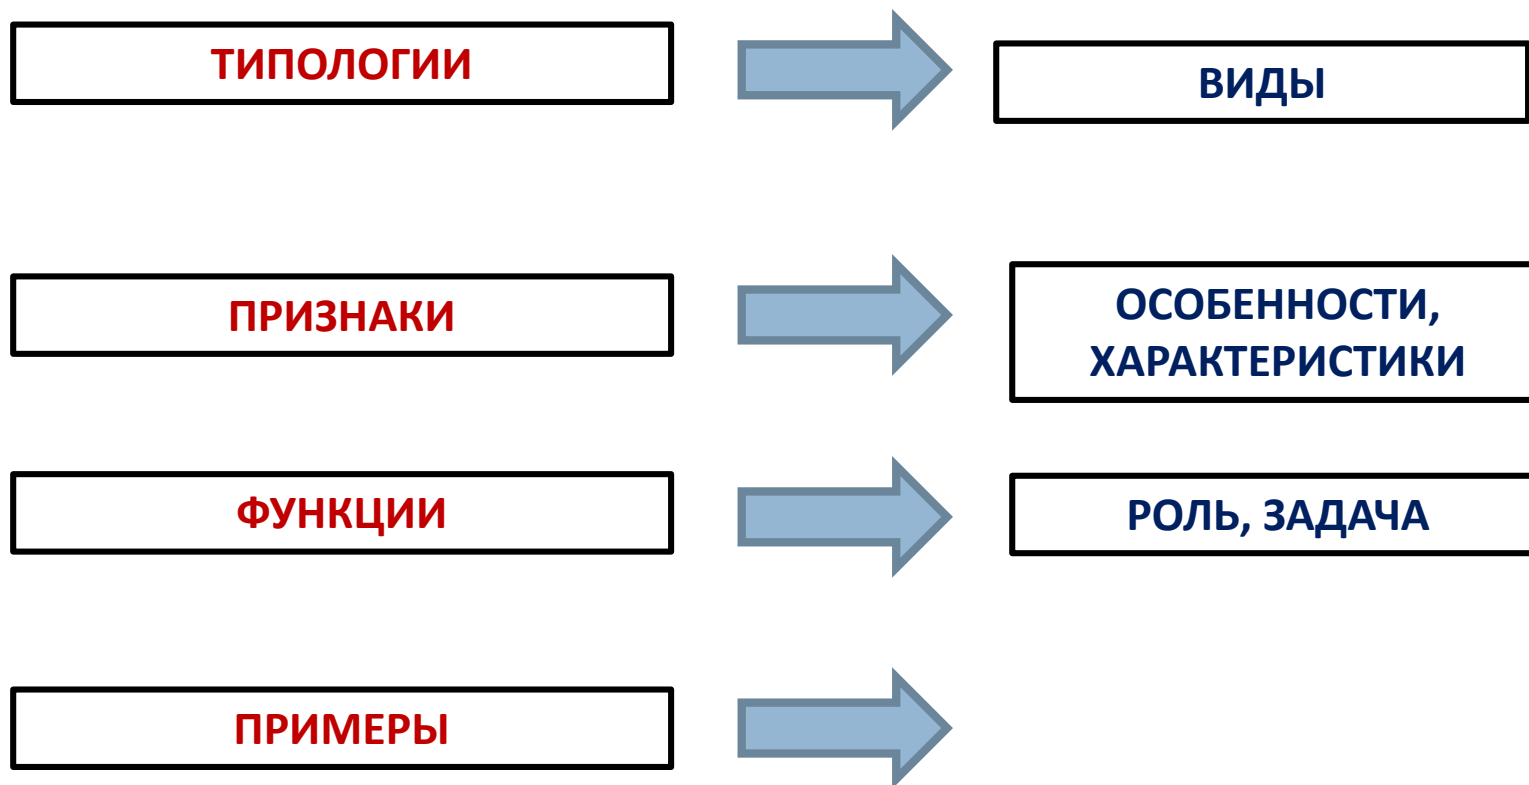 ТИПОЛОГИИ
ВИДЫ
ПРИЗНАКИ
ОСОБЕННОСТИ,
ХАРАКТЕРИСТИКИ
ФУНКЦИИ
РОЛЬ, ЗАДАЧА
ПРИМЕРЫ